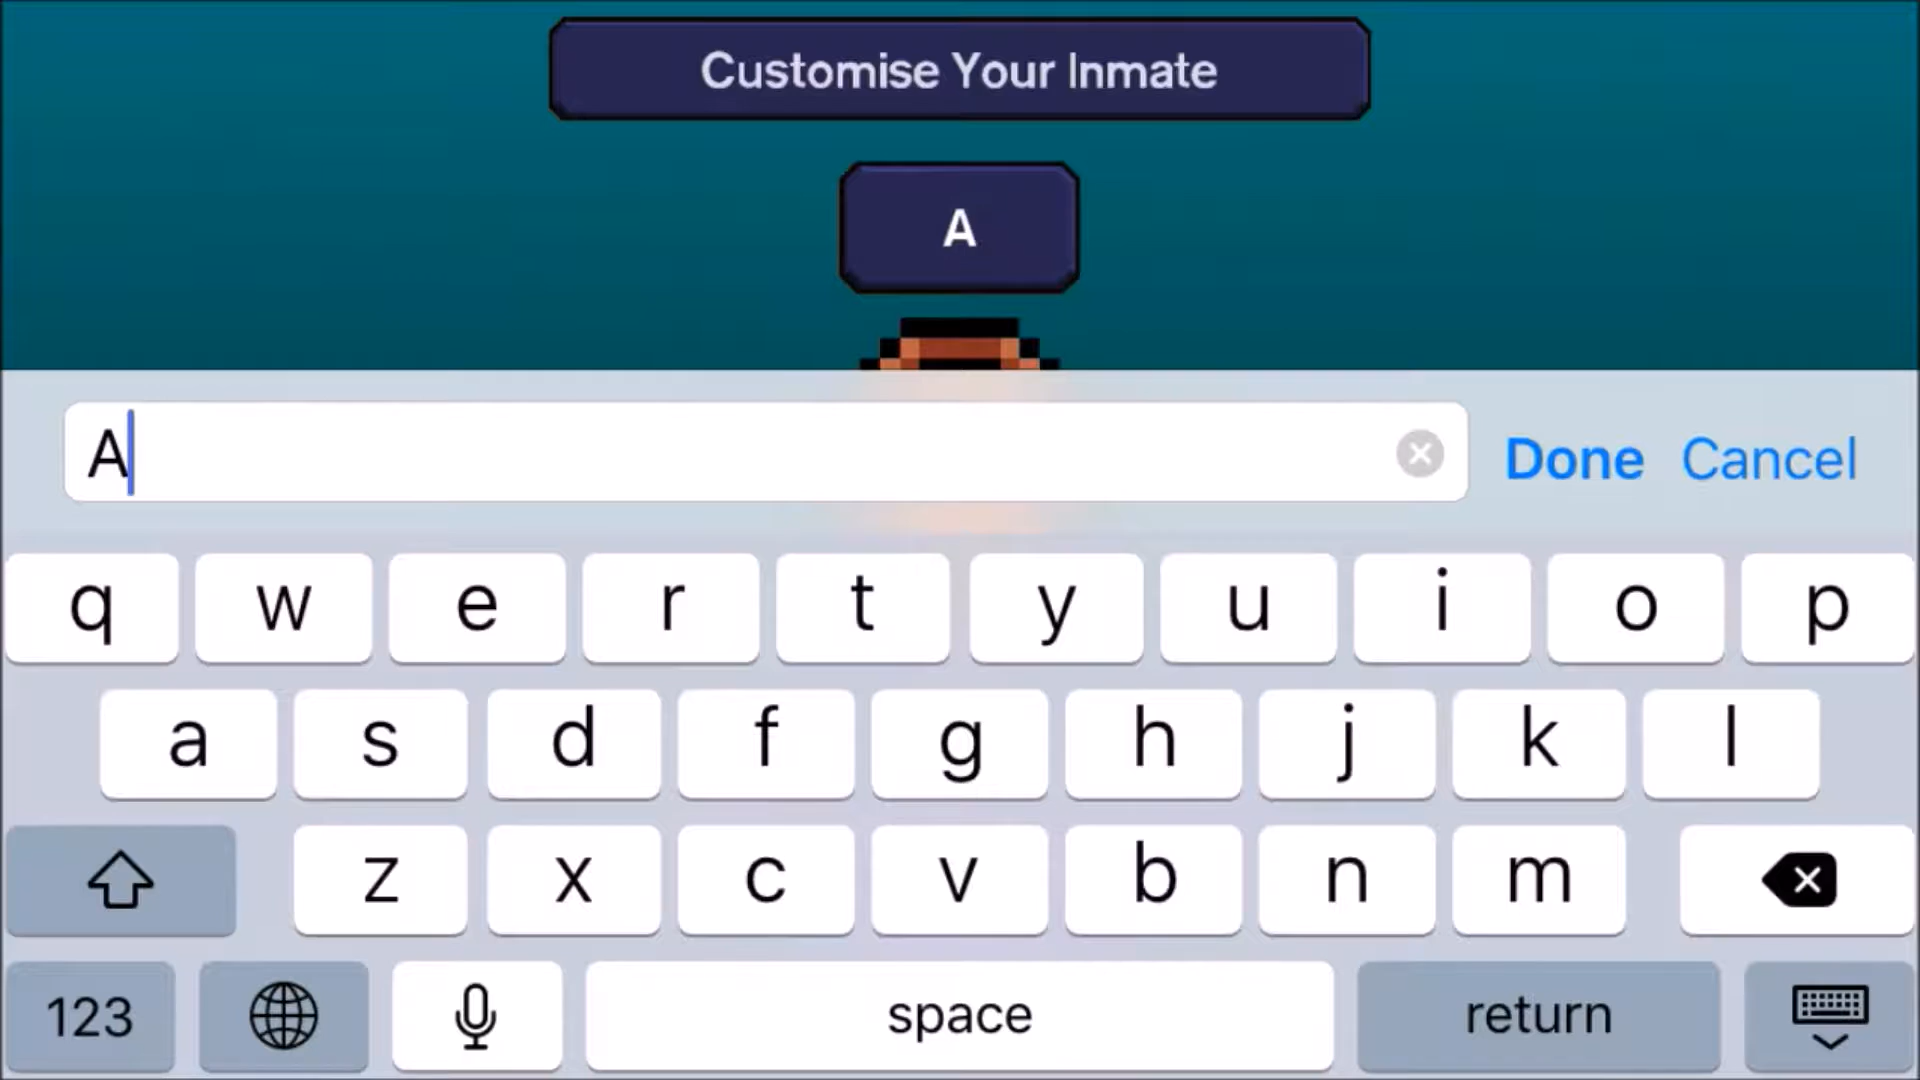 Customise Your Inmate
A
A
Done Cancel
q w e r t y u i o p
a s d f g h j k l
z x c v b n m
123 space return